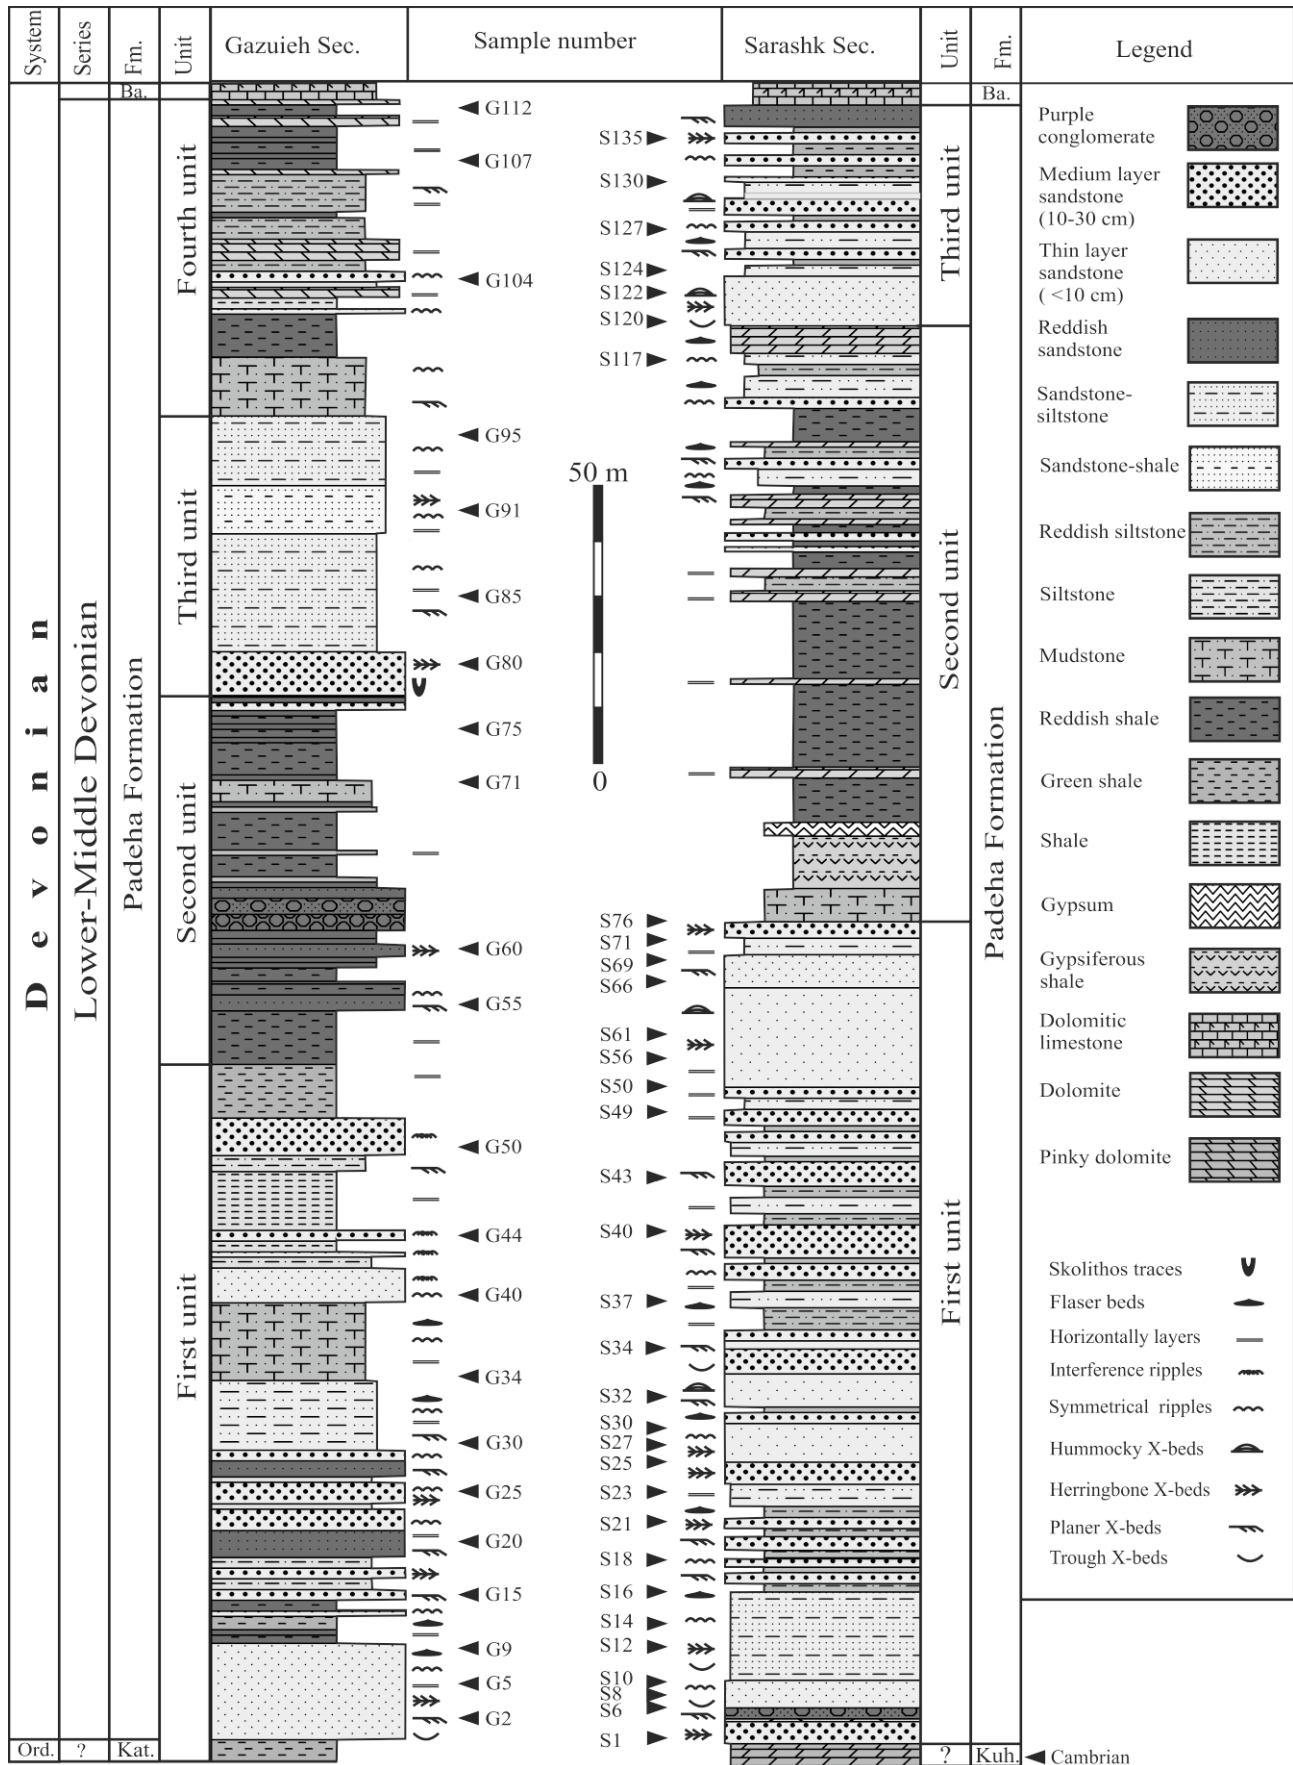 System
Series
Fm.
Unit
Gazuieh Sec.
Sample number
Sarashk Sec.
Unit
Fm.
Legend
Ba.
Ba.
Devonian
Lower-Middle Devonian
Padeha Formation
Fourth unit
Third unit
Second unit
First unit
G112
G107
G104
G95
G91
G85
G80
G75
G71
G60
G55
G50
G44
G40
G34
G30
G25
G20
G15
G9
G5
G2
50 m
0
S135
S130
S127
S124
S122
S120
S117
S76
S71
S69
S66
S61
S56
S50
S49
S43
S40
S37
S34
S32
S30
S27
S25
S23
S21
S18
S16
S14
S12
S10
S8
S6
S1
Third unit
Second unit
First unit
Padeha Formation
Purple
conglomerate
Medium layer
sandstone
(10-30 cm)
Thin layer
sandstone
( <10 cm)
Reddish
sandstone
Sandstone-
siltstone
Sandstone-shale
Reddish siltstone
Siltstone
Mudstone
Reddish shale
Green shale
Shale
Gypsum
Gypsiferous
shale
Dolomitic
limestone
Dolomite
Pinky dolomite
Skolithos traces
Flaser beds
Horizontally layers
Interference ripples
Symmetrical ripples
Hummocky X-beds
Herringbone X-beds
Planer X-beds
Trough X-beds
Ord.
?
Kat.
?
Kuh.
Cambrian